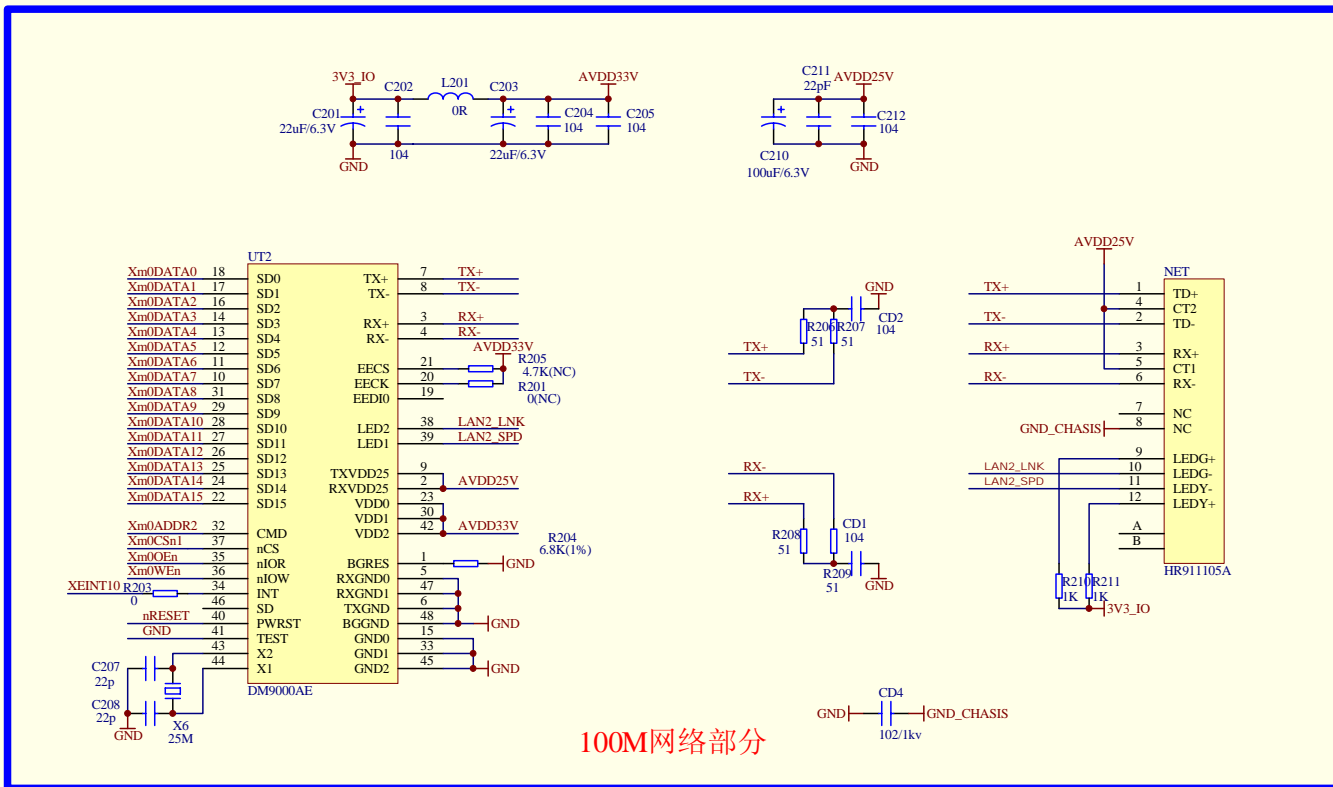 3V3_IO
C202
L201
C203
AVDD33V
C201
22uF/6.3V
0R
C204
104
C205
104
104
22uF/6.3V
GND
C211
22pF
AVDD25V
C212
104
C210
100uF/6.3V
GND
UT2
Xm0DATA0 18 SD0
Xm0DATA1 17 SD1
Xm0DATA2 16 SD2
Xm0DATA3 14 SD3
Xm0DATA4 13 SD4
Xm0DATA5 12 SD5
Xm0DATA6 11 SD6
Xm0DATA7 10 SD7
Xm0DATA8 31 SD8
Xm0DATA9 29 SD9
Xm0DATA10 28 SD10
Xm0DATA11 27 SD11
Xm0DATA12 26 SD12
Xm0DATA13 25 SD13
Xm0DATA14 24 SD14
Xm0DATA15 22 SD15
Xm0ADDR2 32 CMD
Xm0CSn1 37 nCS
Xm0OEn 35 nIOR
Xm0WEn 36 nIOW
XEINT10 R203 34 INT
0
46 SD
nRESET 40 PWRST
GND 41 TEST
43 X2
44 X1
TX+ 7 TX+
TX- 8 TX-
RX+ 3 RX+
RX- 4 RX-
AVDD33V
EECS 21
R205
4.7K(NC)
EECK 20
R201
0(NC)
EEDI0 19
LED2 38 LAN2_LNK
LED1 39 LAN2_SPD
TXVDD25 9
RXVDD25 2 AVDD25V
VDD0 23
VDD1 30
VDD2 42 AVDD33V
R204
6.8K(1%)
BGRES 1 GND
RXGND0 5
RXGND1 47
TXGND 6
BGGND 48 GND
GND0 15
GND1 33
GND2 45 GND
DM9000AE
C207
22p
C208
22p
GND
X6
25M
GND
CD2
104
R206
51
R207
51
TX+
TX-
RX-
RX+
R208
51
CD1
104
R209
51
GND
AVDD25V
NET
TX+ 1 TD+
4 CT2
TX- 2 TD-
RX+ 3 RX+
5 CT1
RX- 6 RX-
7 NC
GND_CHASIS 8 NC
9 LEDG+
LAN2_LNK 10 LEDG-
LAN2_SPD 11 LEDY-
12 LEDY+
A
B
HR911105A
R210
1K
R211
1K
3V3_IO
CD4
GND GND_CHASIS
102/1kv
100M网络部分